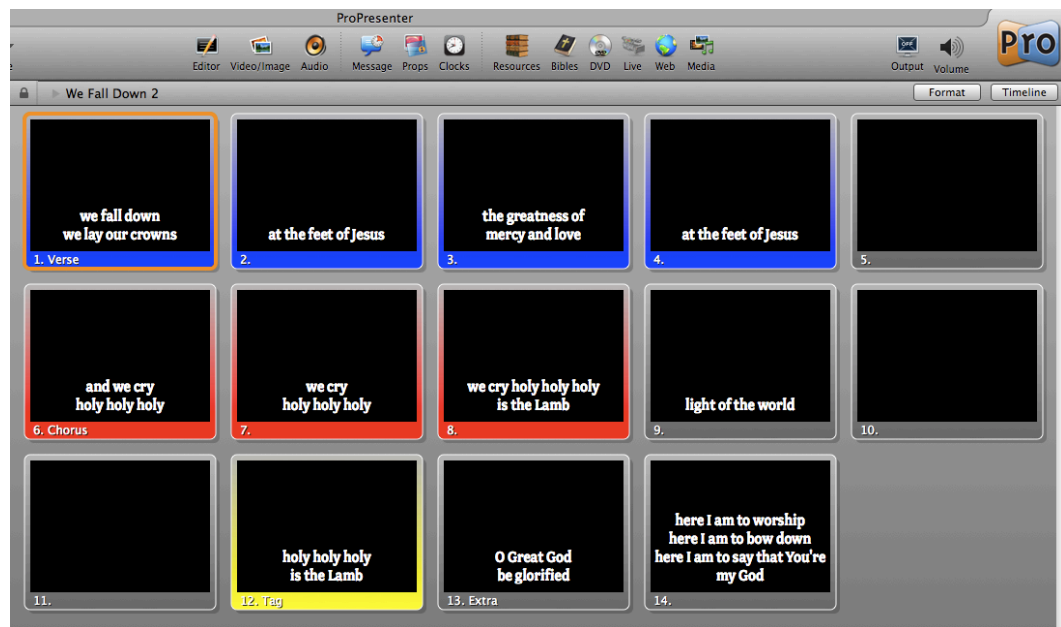 ProPresenter
Editor Video/Image Audio Message Props Clocks Resources Bibles DVD Live Web Media Output Volume
Pro
We Fall Down 2 Format Timeline
we fall down
we lay our crowns
1. Verse
at the feet of Jesus
2.
the greatness of
mercy and love
3.
at the feet of Jesus
4.
5.
and we cry
holy holy holy
6. Chorus
we cry
holy holy holy
7.
we cry holy holy holy
is the Lamb
8.
light of the world
9.
10.
11.
holy holy holy
is the Lamb
12. Tag
O Great God
be glorified
13. Extra
here I am to worship
here I am to bow down
here I am to say that You're
my God
14.